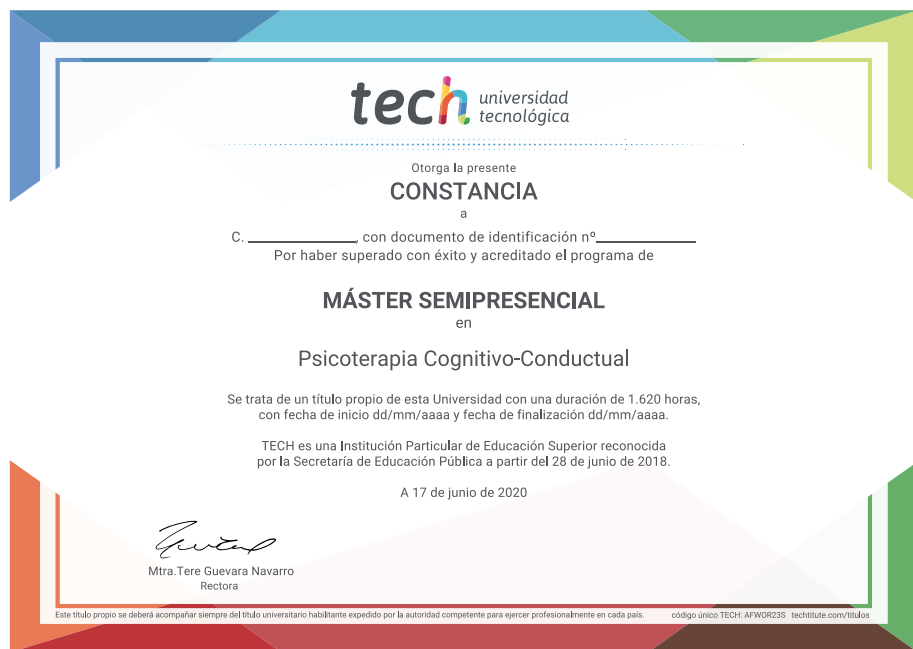 tech universidad
tecnológica
Otorga la presente
CONSTANCIA
a
C. ____________, con documento de identificación nº___________
Por haber superado con éxito y acreditado el programa de
MÁSTER SEMIPRESENCIAL
en
Psicoterapia Cognitivo-Conductual
Se trata de un título propio de esta Universidad con una duración de 1.620 horas,
con fecha de inicio dd/mm/aaaa y fecha de finalización dd/mm/aaaa.
TECH es una Institución Particular de Educación Superior reconocida
por la Secretaría de Educación Pública a partir del 28 de junio de 2018.
A 17 de junio de 2020
Mtra.Tere Guevara Navarro
Rectora
Este título propio se deberá acompañar siempre del título universitario habilitante expedido por la autoridad competente para ejercer profesionalmente en cada país. código único TECH: AFWOR23S techtitute.com/titulos